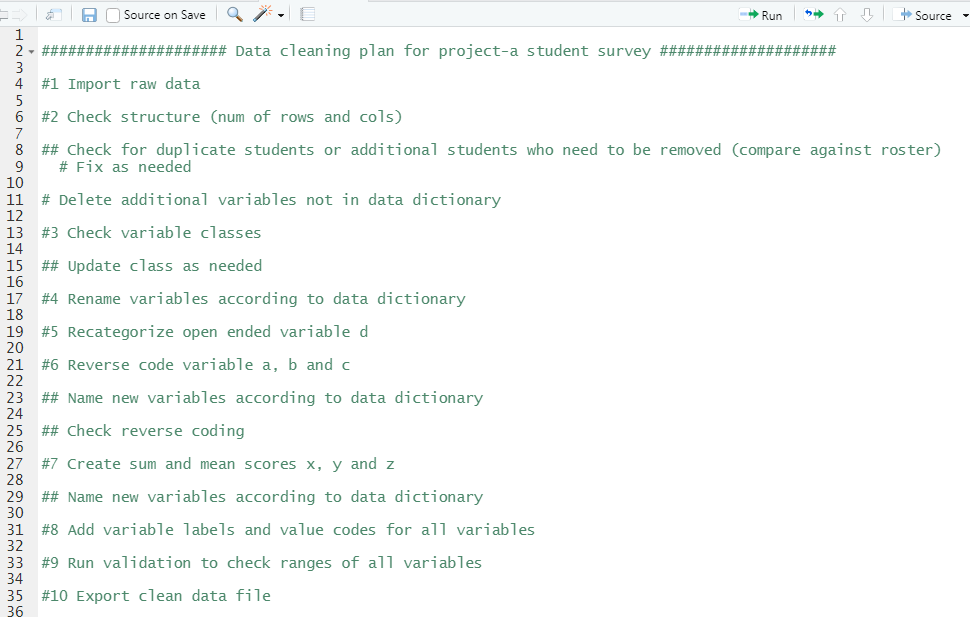 Source on Save
Run
Source
1
2 #################### Data cleaning plan for project-a student survey ####################
3
4 #1 Import raw data
5
6 #2 Check structure (num of rows and cols)
7
8 ## Check for duplicate students or additional students who need to be removed (compare against roster)
9 # Fix as needed
10
11 # Delete additional variables not in data dictionary
12
13 #3 Check variable classes
14
15 ## Update class as needed
16
17 #4 Rename variables according to data dictionary
18
19 #5 Recategorize open ended variable d
20
21 #6 Reverse code variable a, b and c
22
23 ## Name new variables according to data dictionary
24
25 ## Check reverse coding
26
27 #7 Create sum and mean scores x, y and z
28
29 ## Name new variables according to data dictionary
30
31 #8 Add variable labels and value codes for all variables
32
33 #9 Run validation to check ranges of all variables
34
35 #10 Export clean data file
36